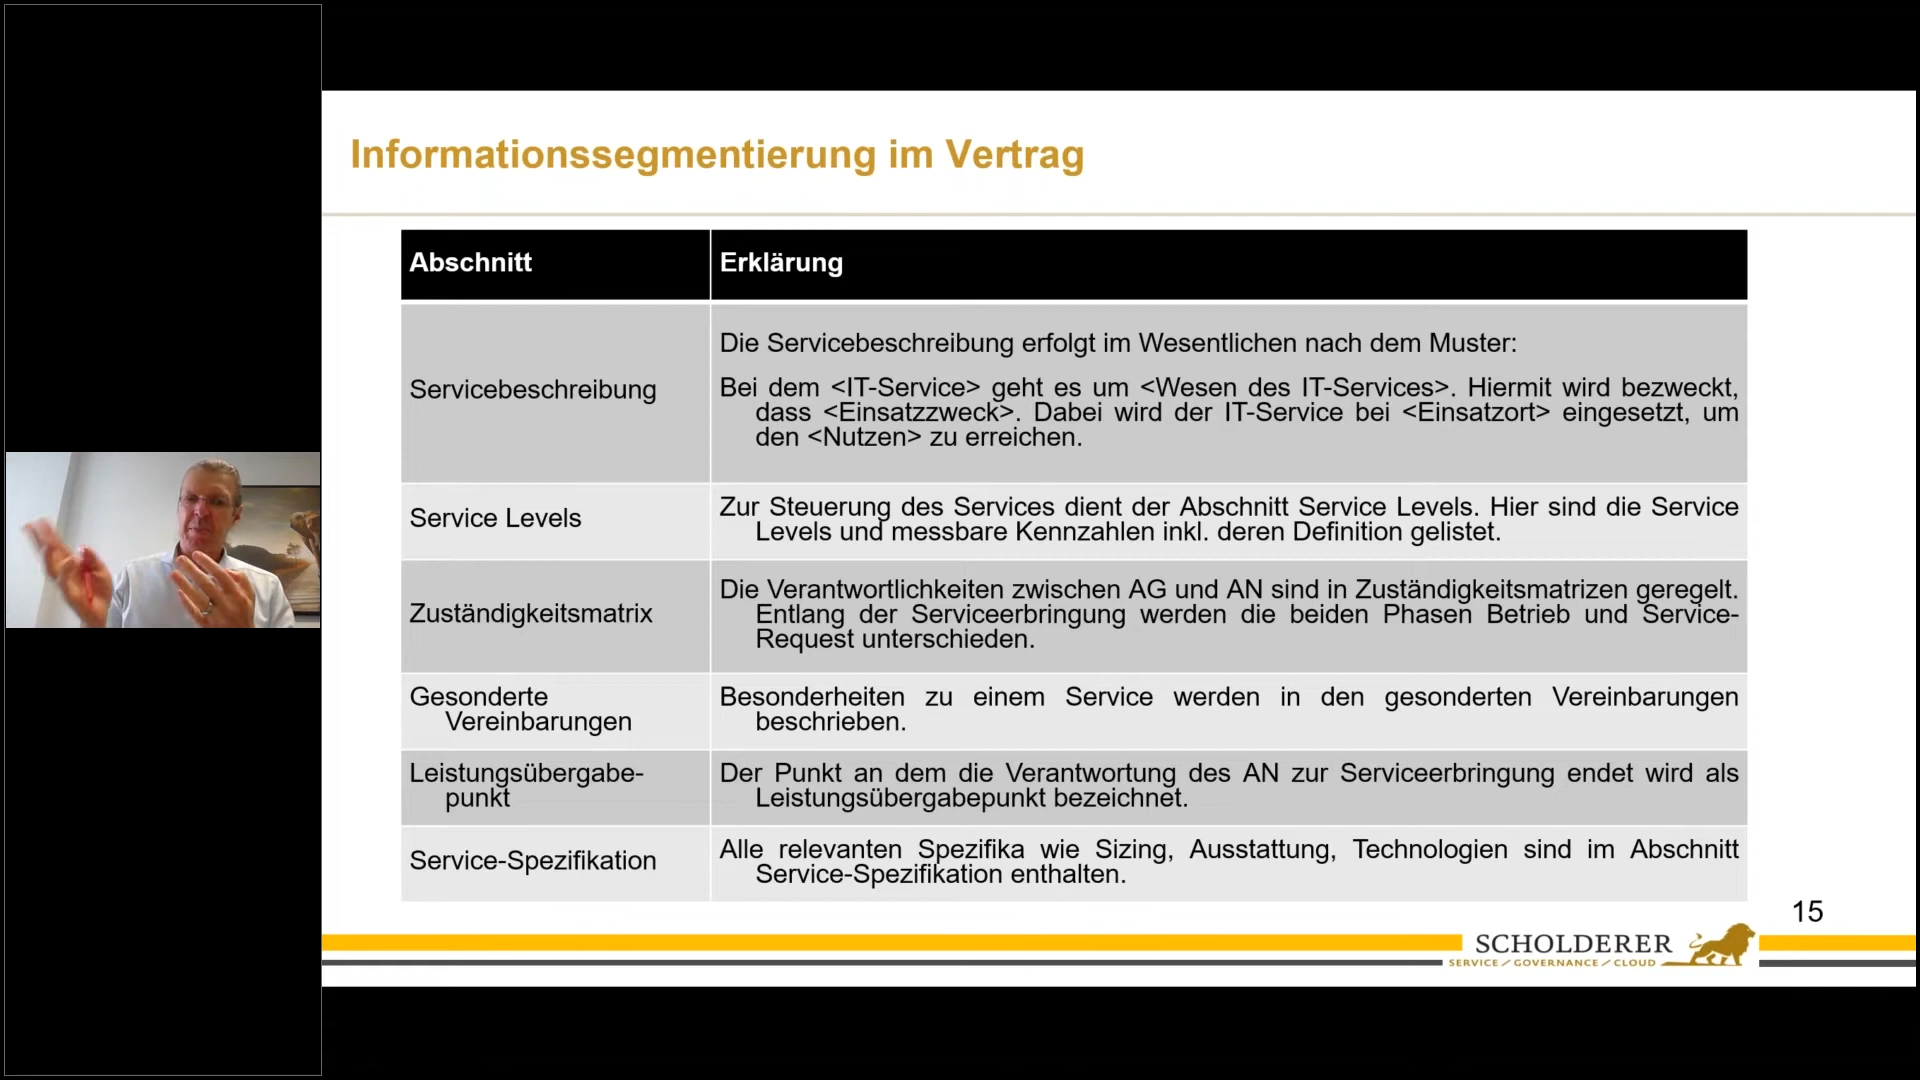 Informationssegmentierung im Vertrag
Abschnitt
Erklärung
Servicebeschreibung
Die Servicebeschreibung erfolgt im Wesentlichen nach dem Muster:
Bei dem <IT-Service> geht es um <Wesen des IT-Services>. Hiermit wird bezweckt,
dass <Einsatzzweck>. Dabei wird der IT-Service bei <Einsatzort> eingesetzt, um
den <Nutzen> zu erreichen.
Service Levels
Zur Steuerung des Services dient der Abschnitt Service Levels. Hier sind die Service
Levels und messbare Kennzahlen inkl. deren Definition gelistet.
Zuständigkeitsmatrix
Die Verantwortlichkeiten zwischen AG und AN sind in Zuständigkeitsmatrizen geregelt.
Entlang der Serviceerbringung werden die beiden Phasen Betrieb und Service-
Request unterschieden.
Gesonderte
Vereinbarungen
Besonderheiten zu einem Service werden in den gesonderten Vereinbarungen
beschrieben.
Leistungsübergabe-
punkt
Der Punkt an dem die Verantwortung des AN zur Serviceerbringung endet wird als
Leistungsübergabepunkt bezeichnet.
Service-Spezifikation
Alle relevanten Spezifika wie Sizing, Ausstattung, Technologien sind im Abschnitt
Service-Spezifikation enthalten.
15
SCHOLDERER
SERVICE / GOVERNANCE / CLOUD